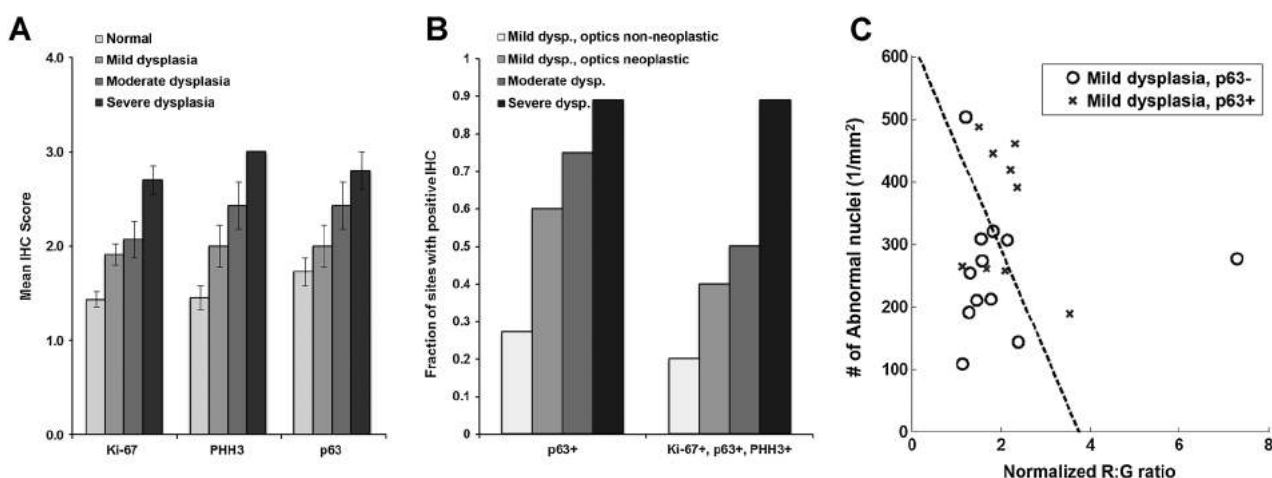 A
Normal
Mild dysplasia
Moderate dysplasia
Severe dysplasia
4.0
3.0
2.0
1.0
0.0
Mean IHC Score
Ki-67
PHH3
p63
B
Mild dysp., optics non-neoplastic
Mild dysp., optics neoplastic
Moderate dysp.
Severe dysp.
1
0.9
0.8
0.7
0.6
0.5
0.4
0.3
0.2
0.1
0
Fraction of sites with positive IHC
p63+
Ki-67+, p63+, PHH3+
C
Mild dysplasia, p63-
Mild dysplasia, p63+
600
500
400
300
200
100
0
# of Abnormal nuclei (1/mm²)
0
2
4
6
8
Normalized R:G ratio